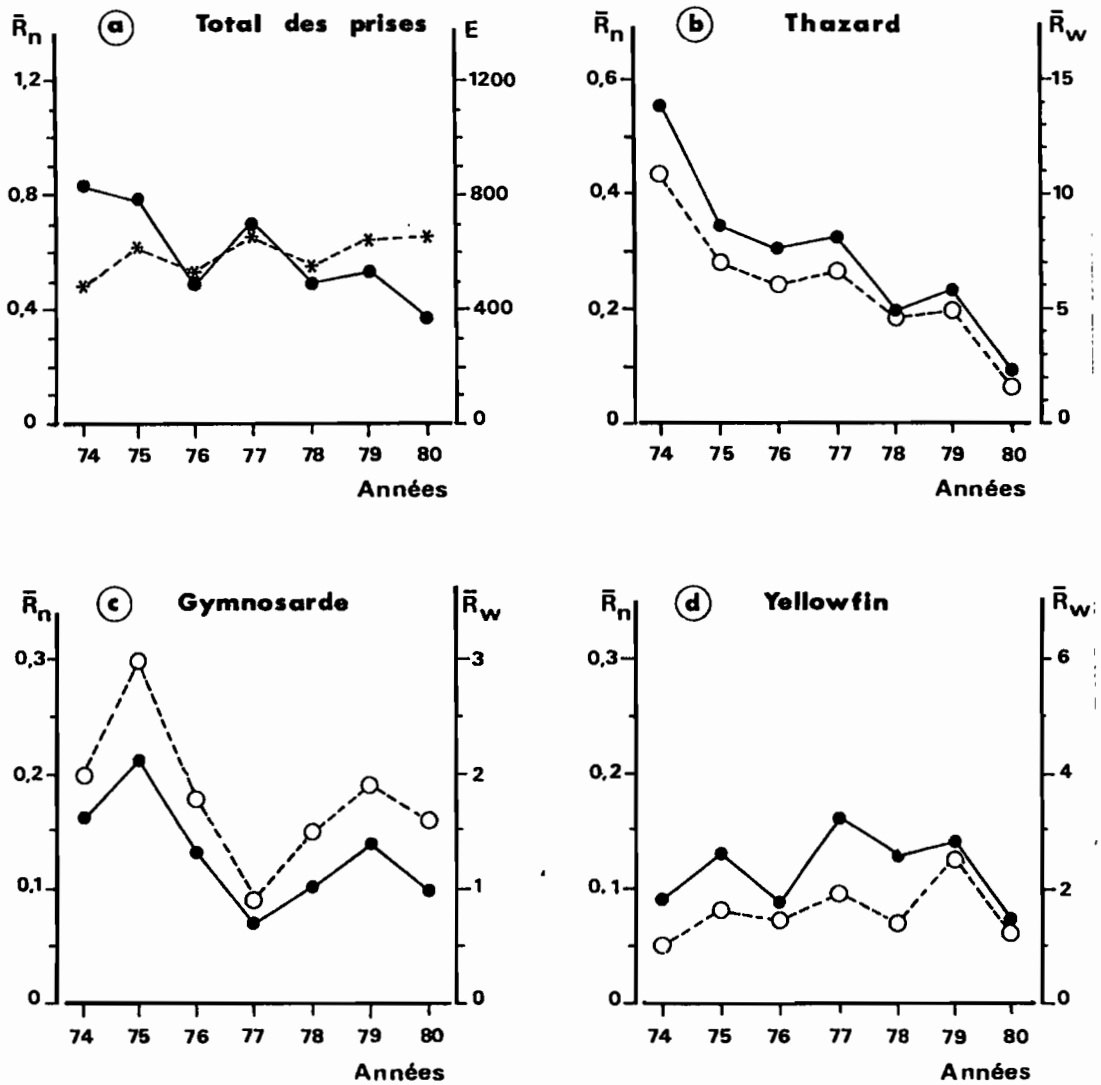 R̄n ⓐ Total des prises E
1,2 1200
0,8 800
0,4 400
0 0
74 75 76 77 78 79 80
Années
R̄n ⓑ Thazard R̄w
0,6 15
0,4 10
0,2 5
0 0
74 75 76 77 78 79 80
Années
R̄n ⓒ Gymnosarde R̄w
0,3 3
0,2 2
0,1 1
0 0
74 75 76 77 78 79 80
Années
R̄n ⓓ Yellowfin R̄w
0,3 6
0,2 4
0,1 2
0 0
74 75 76 77 78 79 80
Années